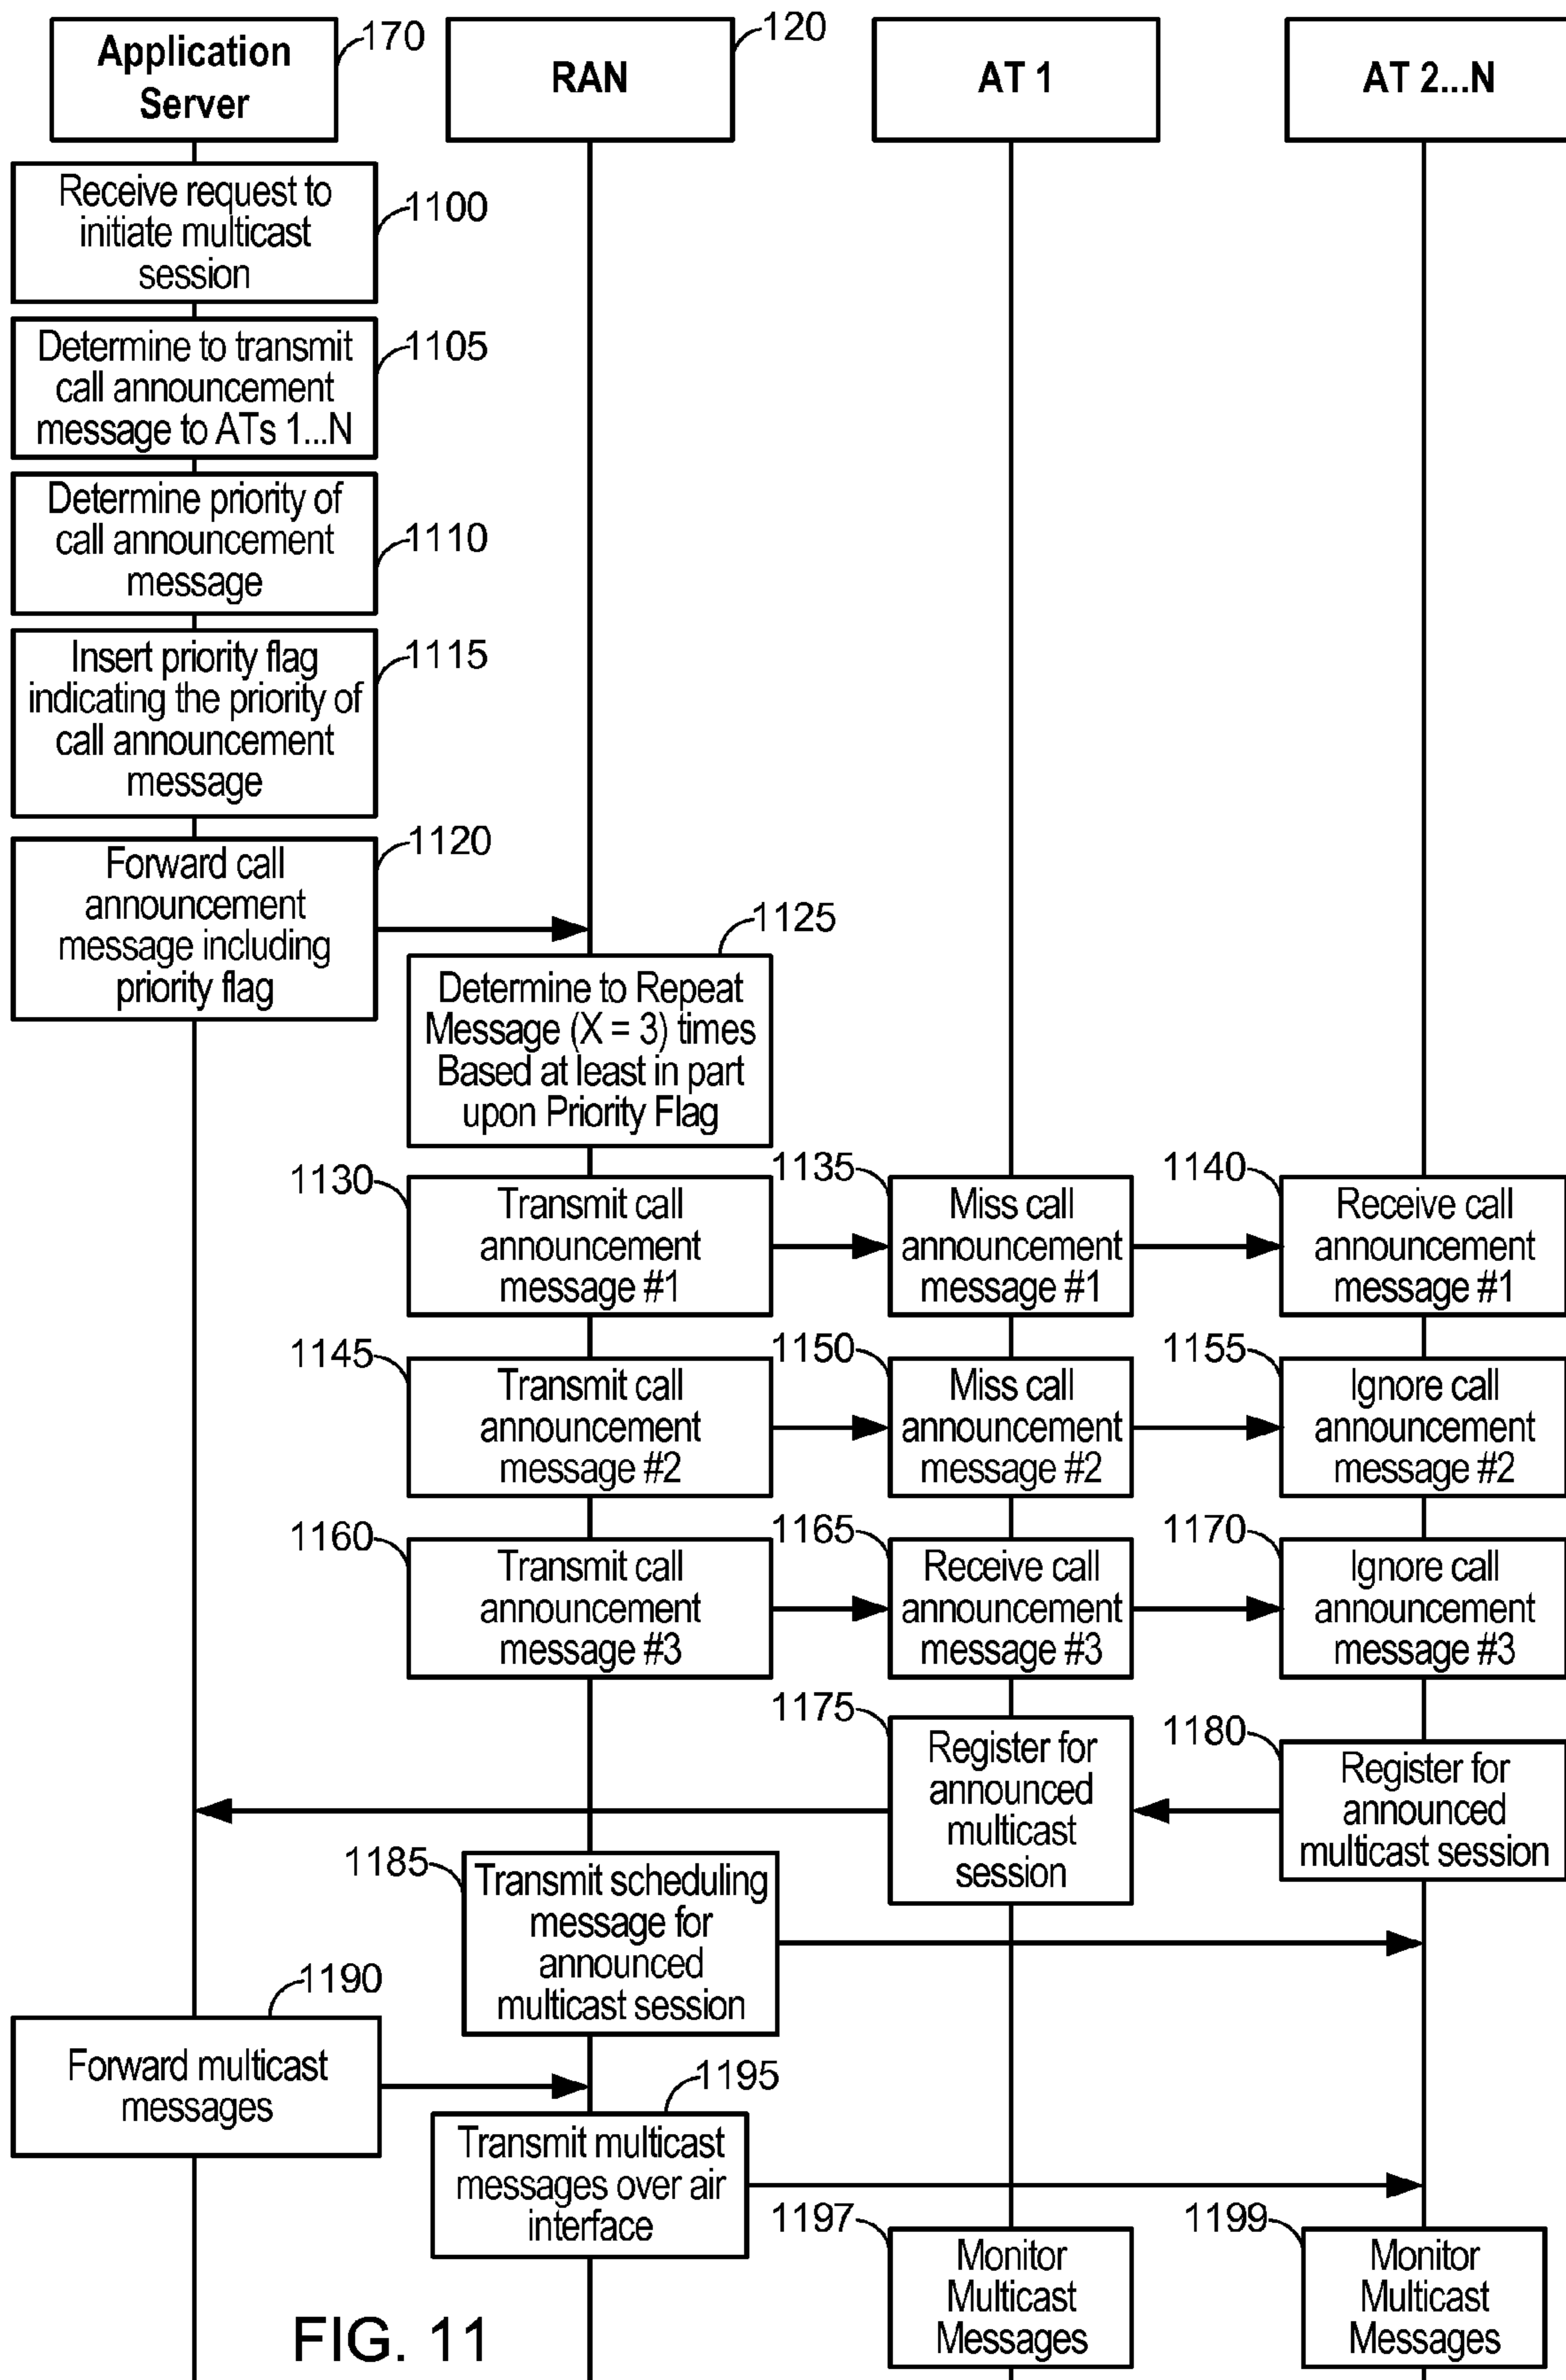 Application
Server
170
RAN
120
AT 1
AT 2...N
Receive request to
initiate multicast
session
1100
Determine to transmit
call announcement
message to ATs 1...N
1105
Determine priority of
call announcement
message
1110
Insert priority flag
indicating the priority of
call announcement
message
1115
Forward call
announcement
message including
priority flag
1120
1125
Determine to Repeat
Message (X = 3) times
Based at least in part
upon Priority Flag
1130
Transmit call
announcement
message #1
1135
Miss call
announcement
message #1
1140
Receive call
announcement
message #1
1145
Transmit call
announcement
message #2
1150
Miss call
announcement
message #2
1155
Ignore call
announcement
message #2
1160
Transmit call
announcement
message #3
1165
Receive call
announcement
message #3
1170
Ignore call
announcement
message #3
1175
Register for
announced
multicast
session
1180
Register for
announced
multicast session
1185
Transmit scheduling
message for
announced
multicast session
1190
Forward multicast
messages
1195
Transmit multicast
messages over air
interface
1197
Monitor
Multicast
Messages
1199
Monitor
Multicast
Messages
FIG. 11